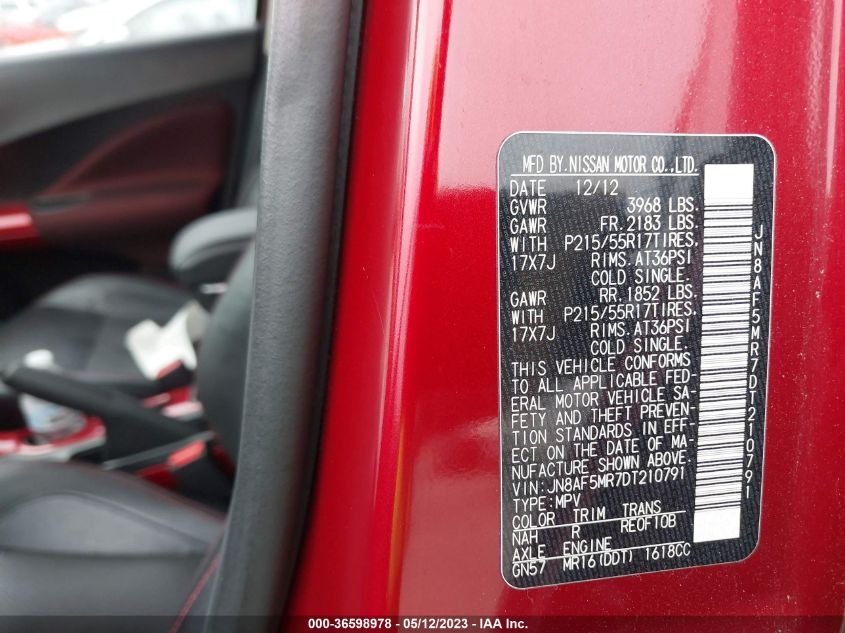 MFD BY.NISSAN MOTOR CO.,LTD.
DATE 12/12
GVWR 3968 LBS.
GAWR FR.2183 LBS.
WITH P215/55R17TIRES,
17X7J RIMS.AT36PSI
COLD SINGLE.
GAWR RR.1852 LBS.
WITH P215/55R17TIRES,
17X7J RIMS.AT36PSI
COLD SINGLE.
THIS VEHICLE CONFORMS
TO ALL APPLICABLE FED-
ERAL MOTOR VEHICLE SA
FETY AND THEFT PREVEN-
TION STANDARDS IN EFF-
ECT ON THE DATE OF MA-
NUFACTURE SHOWN ABOVE.
VIN:JN8AF5MR7DT210791
TYPE:MPV
COLOR TRIM TRANS
NAH R RE0F10B
AXLE ENGINE
GN57 MR16(DDT) 1618CC
JN8AF5MR7DT210791
000-36598978 - 05/12/2023 - IAA Inc.